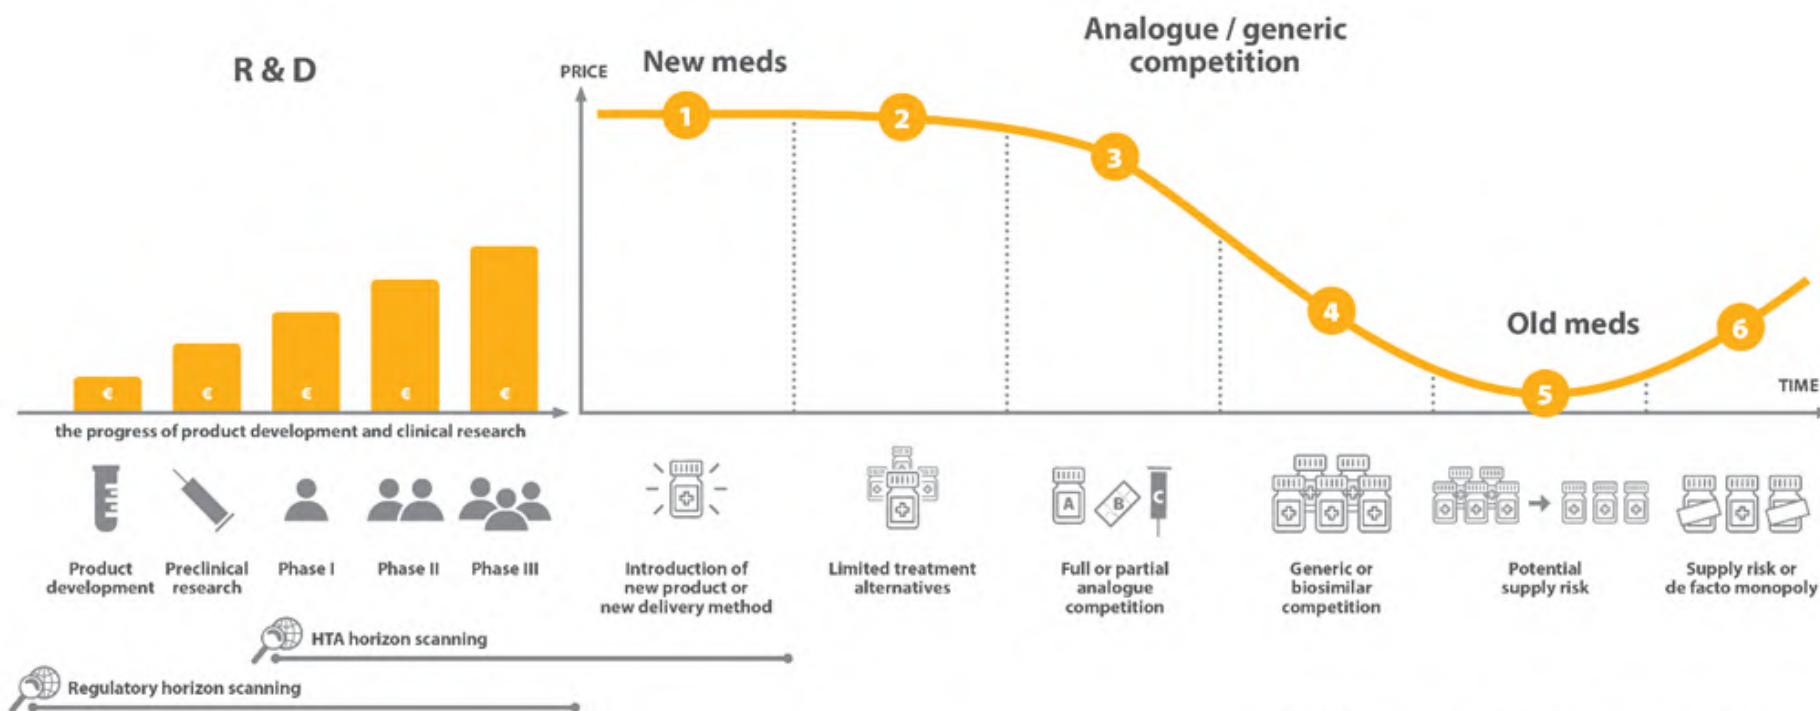 R & D
PRICE
New meds
Analogue / generic
competition
1
2
3
4
5
6
Old meds
TIME
€
€
€
€
€
the progress of product development and clinical research
Product
development
Preclinical
research
Phase I
Phase II
Phase III
Introduction of
new product or
new delivery method
Limited treatment
alternatives
A
B
C
Full or partial
analogue
competition
Generic or
biosimilar
competition
Potential
supply risk
Supply risk or
de facto monopoly
HTA horizon scanning
Regulatory horizon scanning